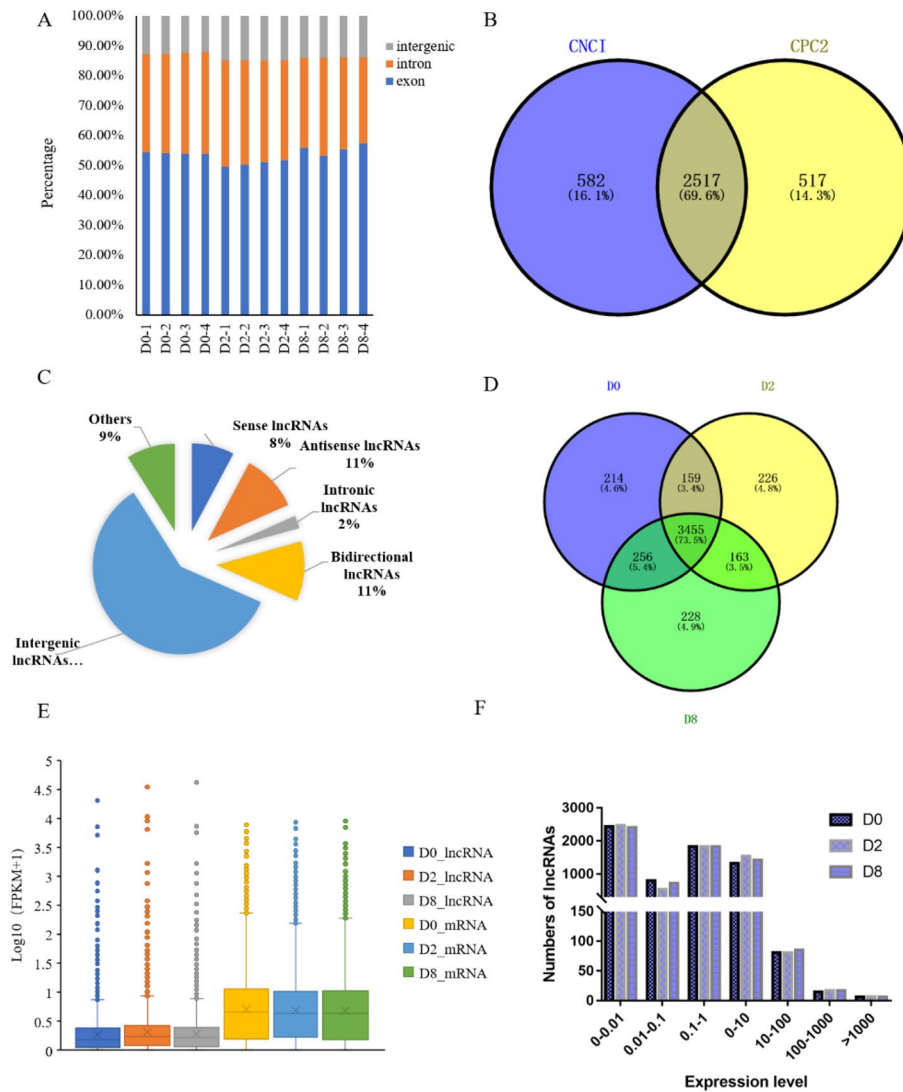 A
100.00%
90.00%
80.00%
70.00%
60.00%
50.00%
40.00%
30.00%
20.00%
10.00%
0.00%
Percentage
D0-1
D0-2
D0-3
D0-4
D2-1
D2-2
D2-3
D2-4
D8-1
D8-2
D8-3
D8-4
intergenic
intron
exon
B
CNCI
CPC2
582
(16.1%)
2517
(69.6%)
517
(14.3%)
C
Others
9%
Sense lncRNAs
8%
Antisense lncRNAs
11%
Intronic
lncRNAs
2%
Bidirectional
lncRNAs
11%
Intergenic
lncRNAs…
D
D0
D2
214
(4.6%)
159
(3.4%)
226
(4.8%)
3455
(73.5%)
256
(5.4%)
163
(3.5%)
228
(4.9%)
D8
E
5
4.5
4
3.5
3
2.5
2
1.5
1
0.5
0
Log10 (FPKM+1)
D0_lncRNA
D2_lncRNA
D8_lncRNA
D0_mRNA
D2_mRNA
D8_mRNA
F
Numbers of lncRNAs
3000
2000
1000
150
100
50
0
D0
D2
D8
0-0.01
0.01-0.1
0.1-1
0-10
10-100
100-1000
>1000
Expression level